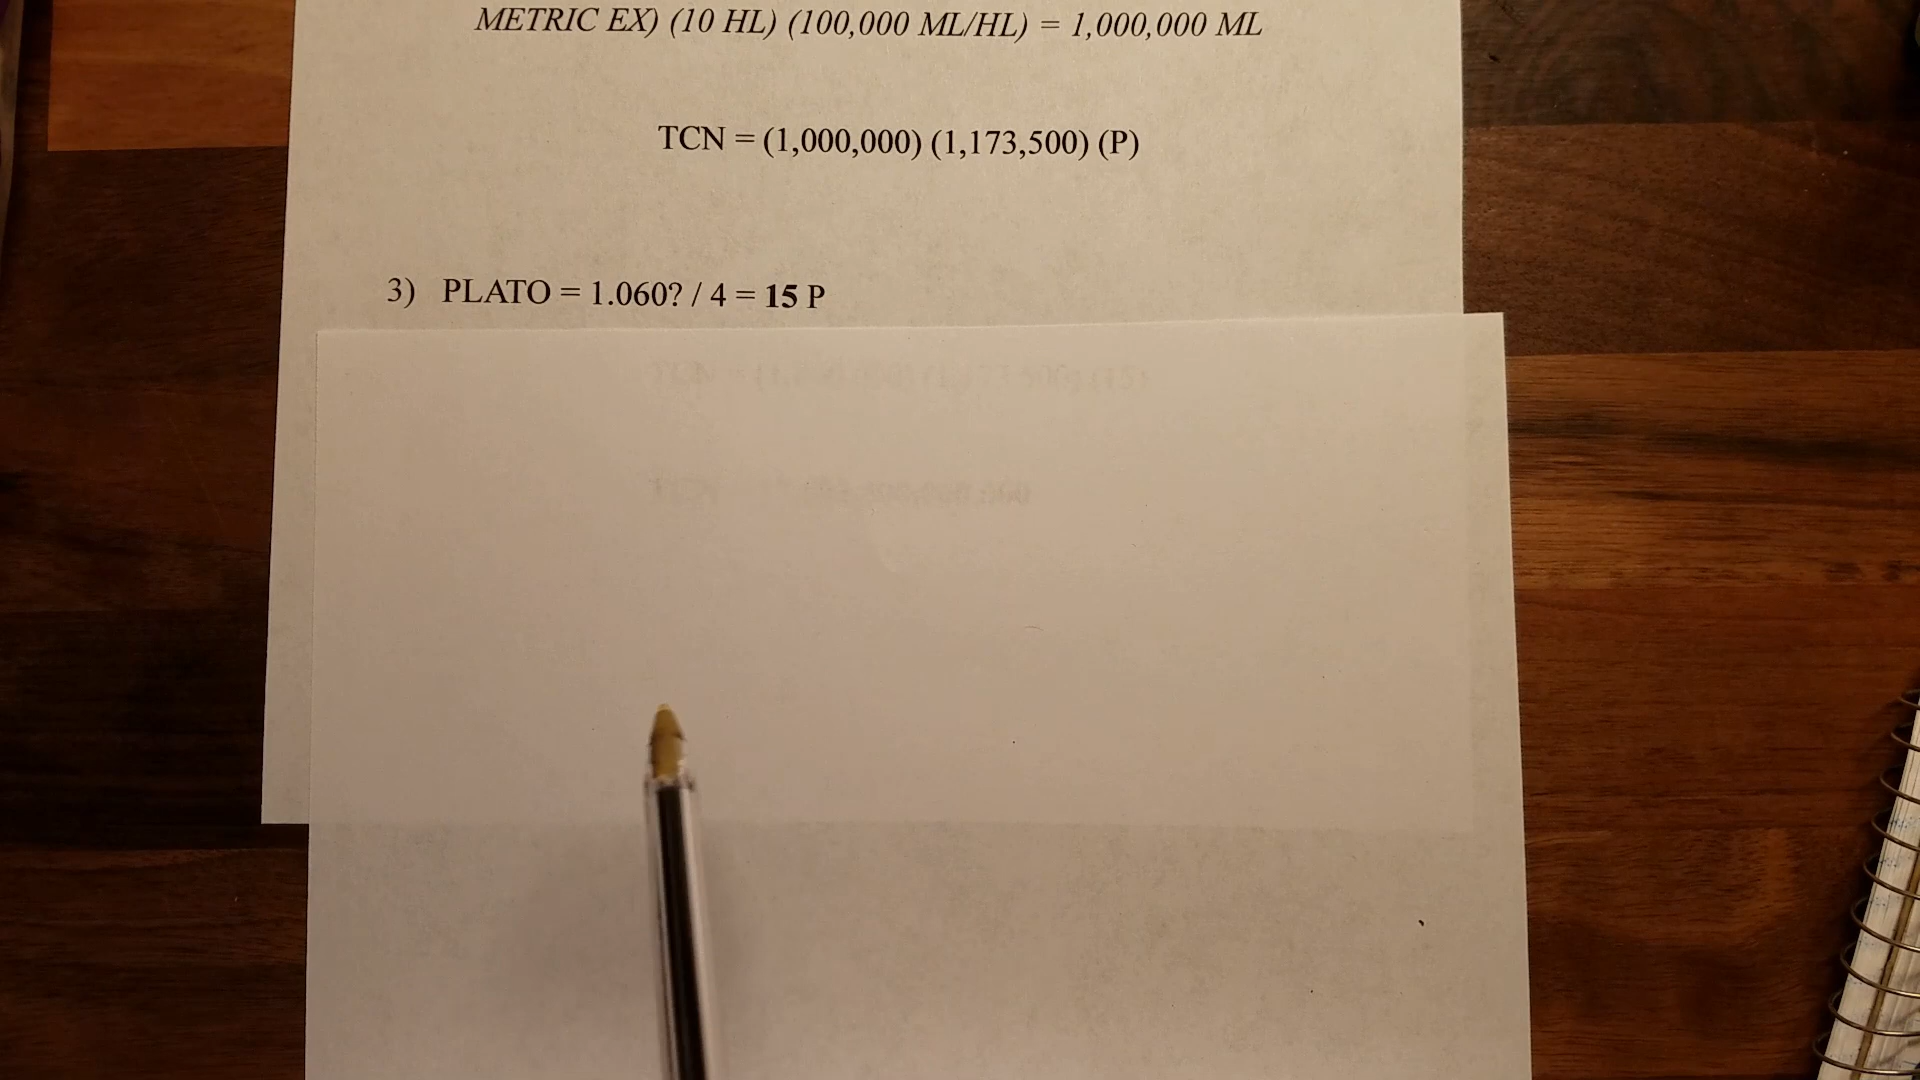 METRIC EX) (10 HL) (100,000 ML/HL) = 1,000,000 ML
TCN = (1,000,000) (1,173,500) (P)
3) PLATO = 1.060? / 4 = 15 P